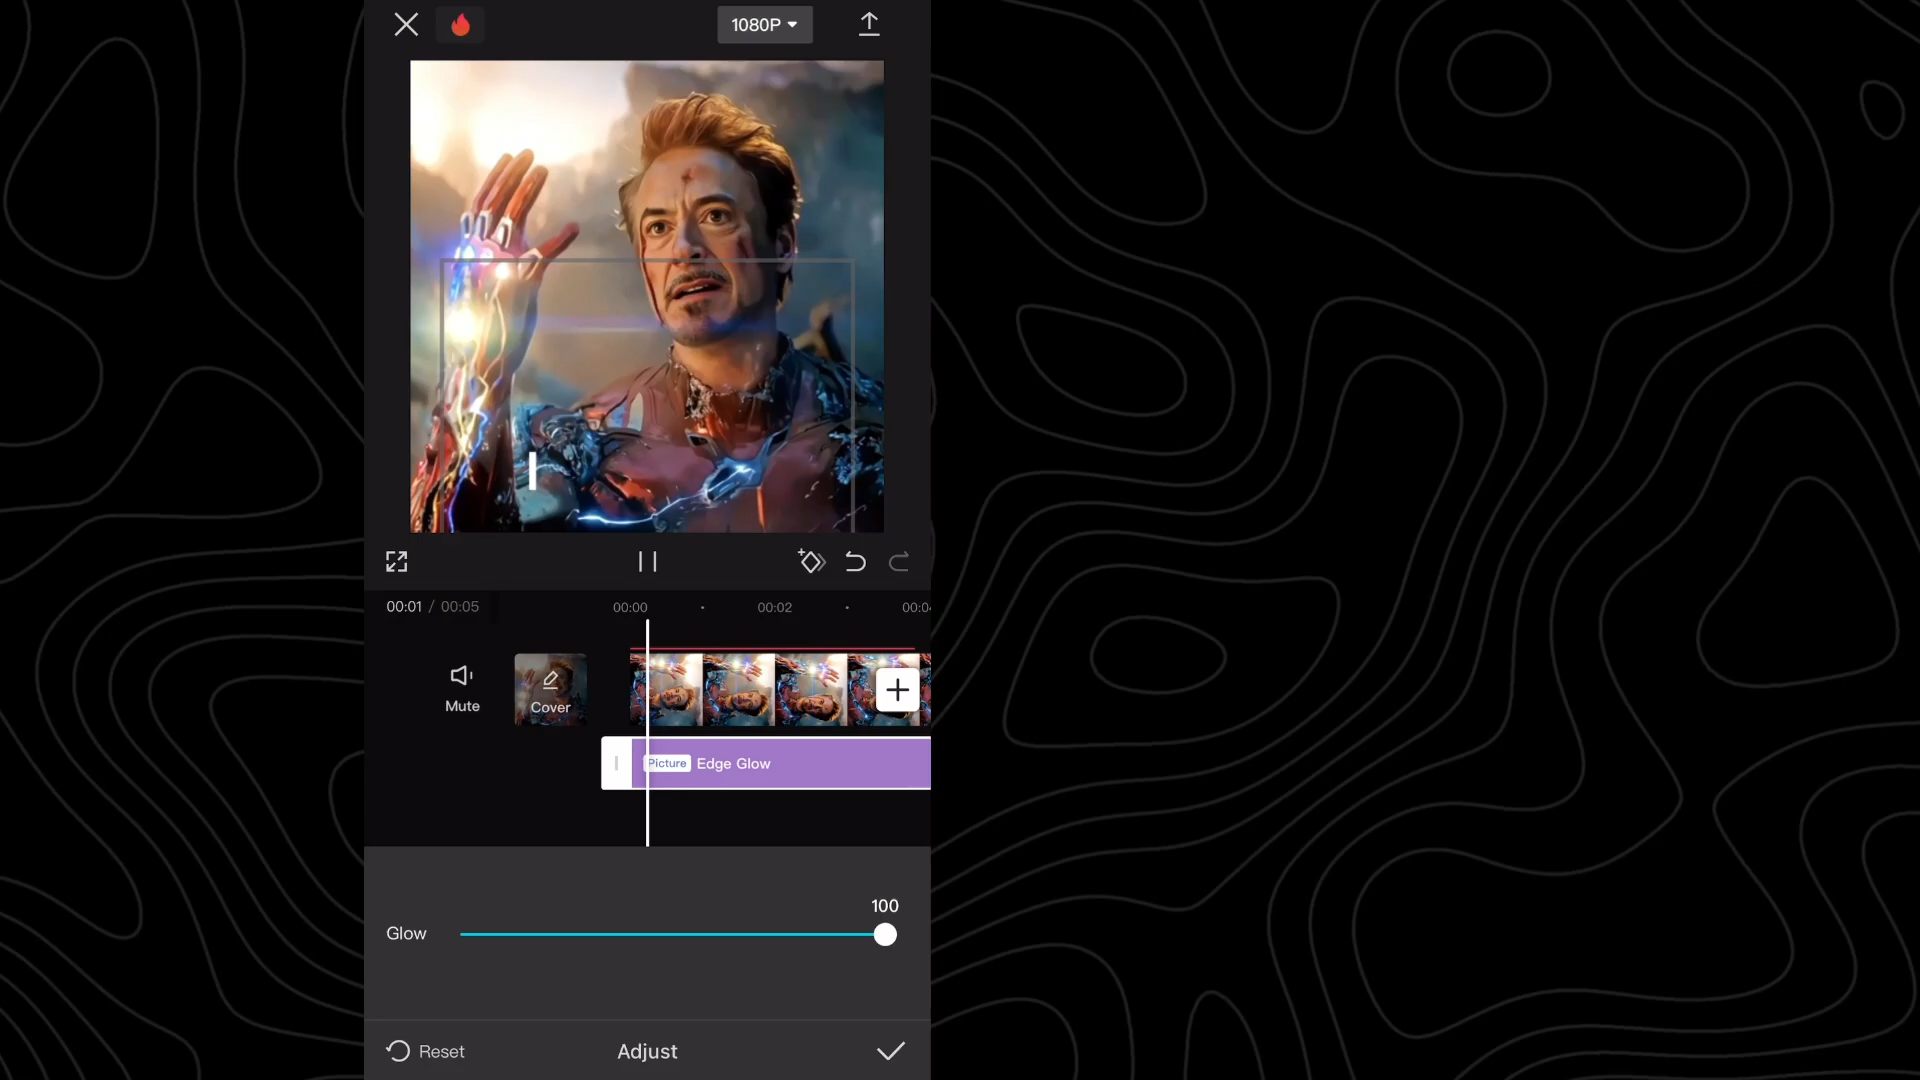 1080P
00:01 / 00:05
00:00
00:02
Mute
Cover
Picture Edge Glow
100
Glow
Reset
Adjust